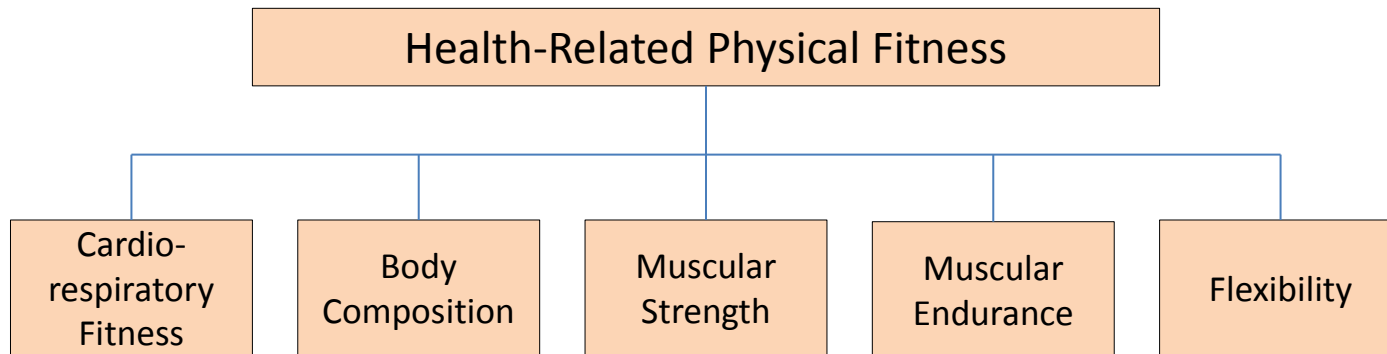 Health-Related Physical Fitness
Cardio-
respiratory
Fitness
Body
Composition
Muscular
Strength
Muscular
Endurance
Flexibility